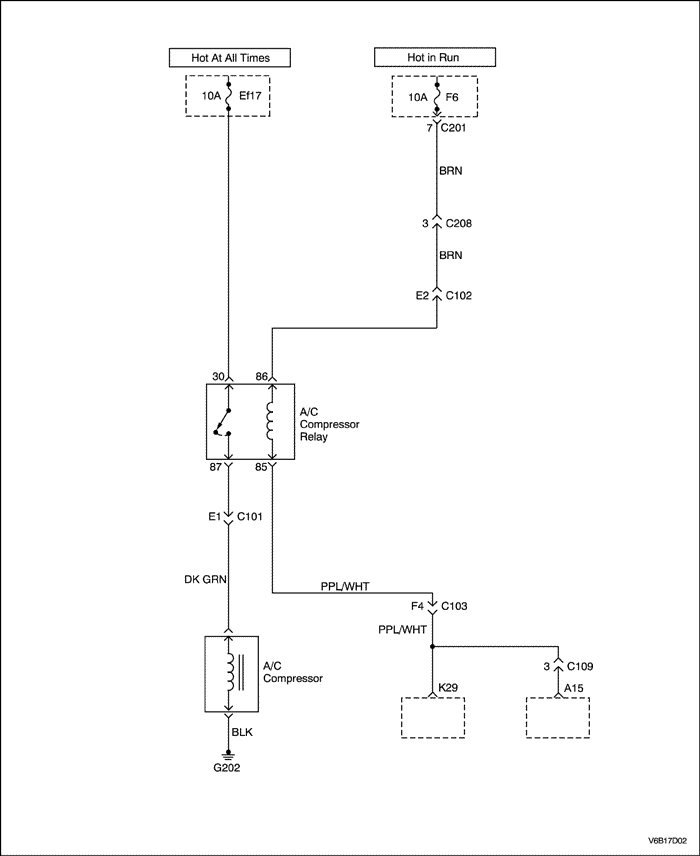 Hot At All Times
Hot in Run
10A Ef17
10A F6
7 C201
BRN
3 C208
BRN
E2 C102
30
86
A/C
Compressor
Relay
87
85
E1 C101
DK GRN
PPL/WHT
F4 C103
PPL/WHT
3 C109
A/C
Compressor
K29
A15
BLK
G202
V6B17D02